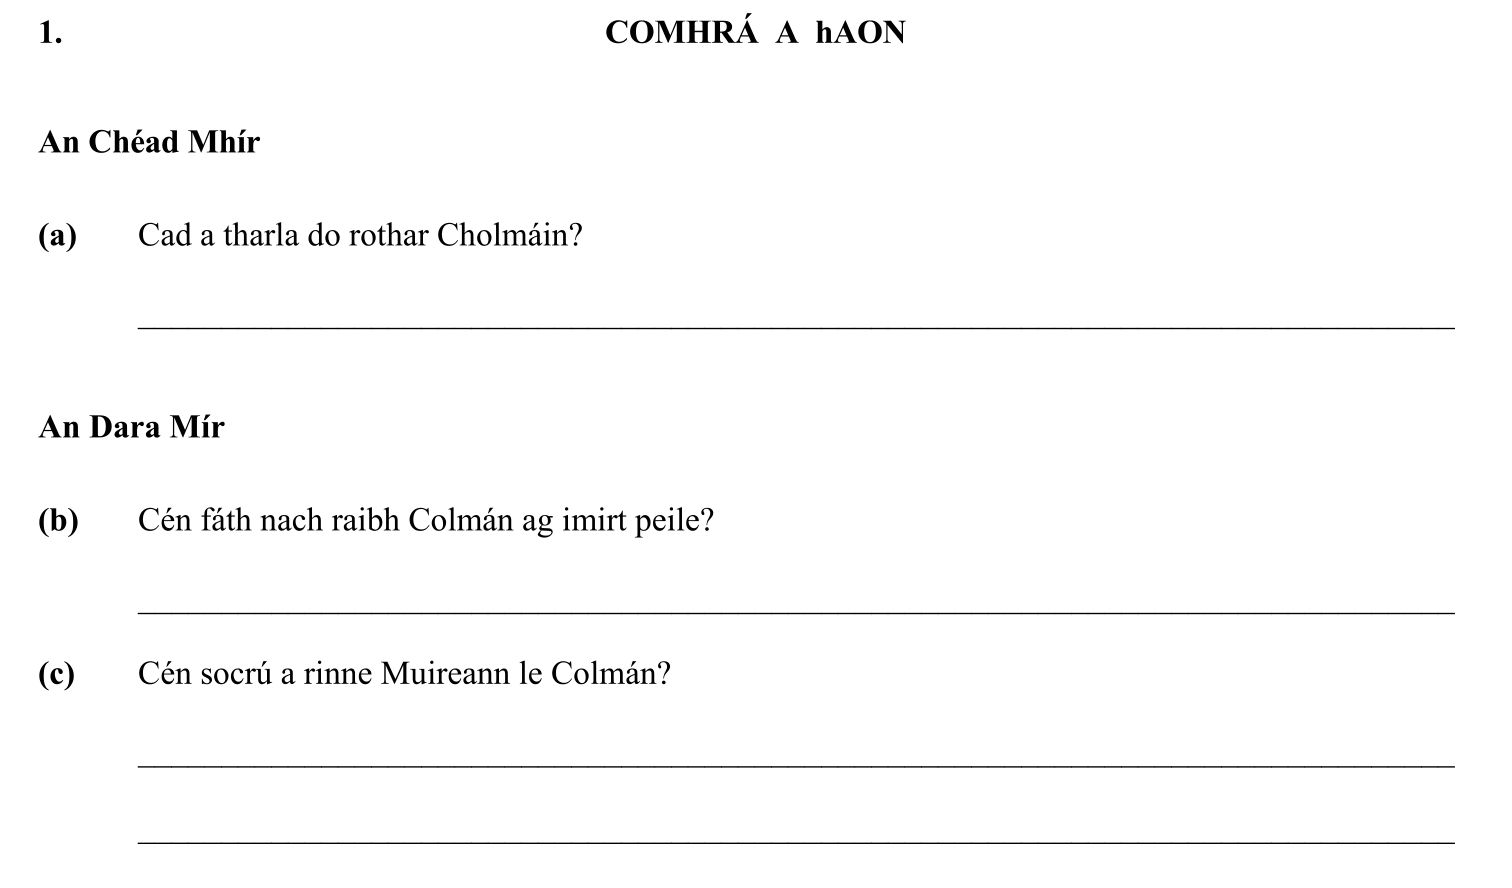 1. COMHRÁ A hAON
An Chéad Mhír
(a) Cad a tharla do rothar Cholmáin?
An Dara Mír
(b) Cén fáth nach raibh Colmán ag imirt peile?
(c) Cén socrú a rinne Muireann le Colmán?